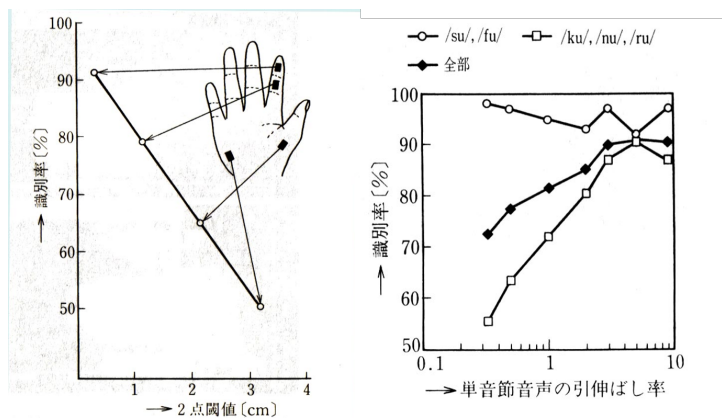 100
90
80
70
60
50
→識別率〔%〕
1
2
3
4
→2点閾値〔cm〕
/su/, /fu/
/ku/, /nu/, /ru/
全部
100
90
80
70
60
50
→識別率〔%〕
0.1
1
10
→単音節音声の引伸ばし率